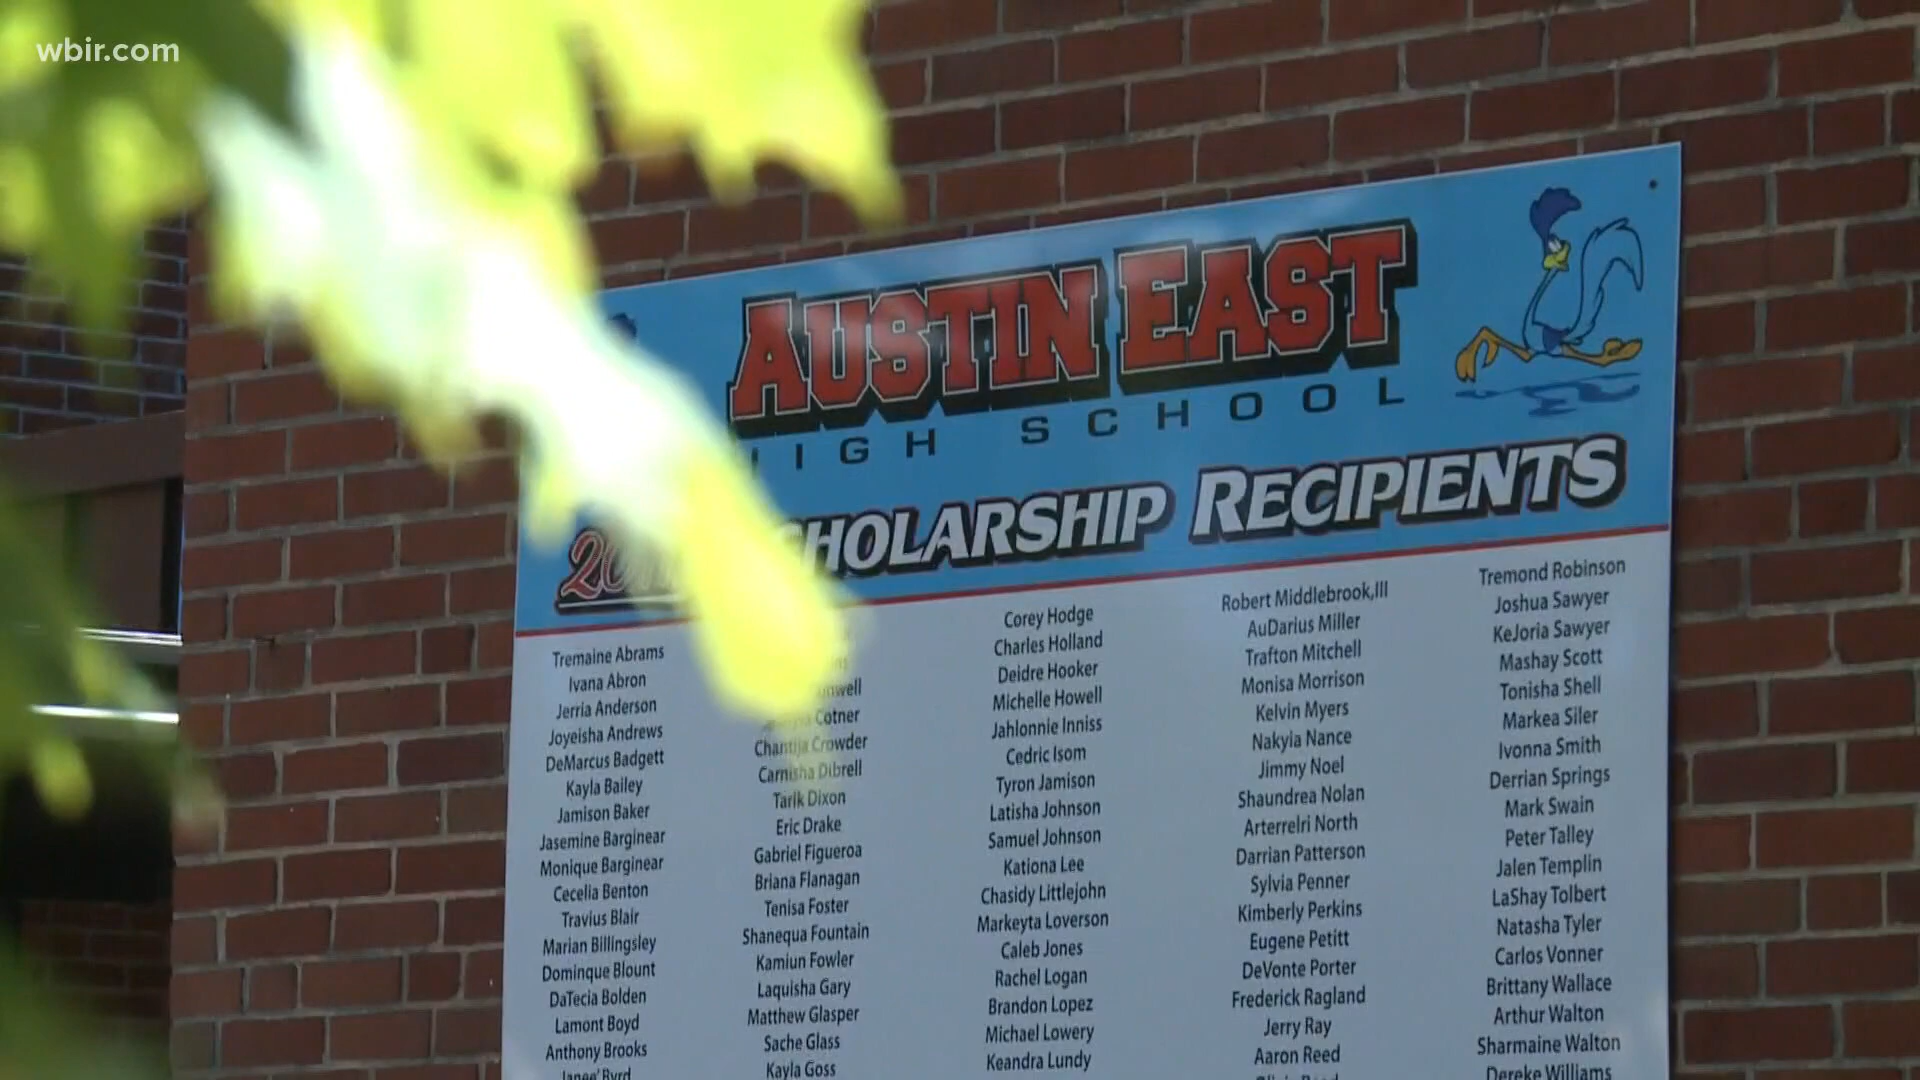 wbir.com
AUSTIN EAST
HIGH SCHOOL
SCHOLARSHIP RECIPIENTS
Tremaine Abrams
Ivana Abron
Jerria Anderson
Joyeisha Andrews
DeMarcus Badgett
Kayla Bailey
Jamison Baker
Jasemine Barginear
Monique Barginear
Cecelia Benton
Travius Blair
Marian Billingsley
Dominque Blount
DaTecia Bolden
Lamont Boyd
Anthony Brooks
Janee' Byrd
Cotner
Chantija Crowder
Carnisha Dibrell
Tarik Dixon
Eric Drake
Gabriel Figueroa
Briana Flanagan
Tenisa Foster
Shanequa Fountain
Kamiun Fowler
Laquisha Gary
Matthew Glasper
Sache Glass
Kayla Goss
Corey Hodge
Charles Holland
Deidre Hooker
Michelle Howell
Jahlonnie Inniss
Cedric Isom
Tyron Jamison
Latisha Johnson
Samuel Johnson
Kationa Lee
Chasidy Littlejohn
Markeyta Loverson
Caleb Jones
Rachel Logan
Brandon Lopez
Michael Lowery
Keandra Lundy
Robert Middlebrook,III
AuDarius Miller
Trafton Mitchell
Monisa Morrison
Kelvin Myers
Nakyia Nance
Jimmy Noel
Shaundrea Nolan
Arterrelri North
Darrian Patterson
Sylvia Penner
Kimberly Perkins
Eugene Petitt
DeVonte Porter
Frederick Ragland
Jerry Ray
Aaron Reed
Tremond Robinson
Joshua Sawyer
KeJoria Sawyer
Mashay Scott
Tonisha Shell
Markea Siler
Ivonna Smith
Derrian Springs
Mark Swain
Peter Talley
Jalen Templin
LaShay Tolbert
Natasha Tyler
Carlos Vonner
Brittany Wallace
Arthur Walton
Sharmaine Walton
Dereke Williams